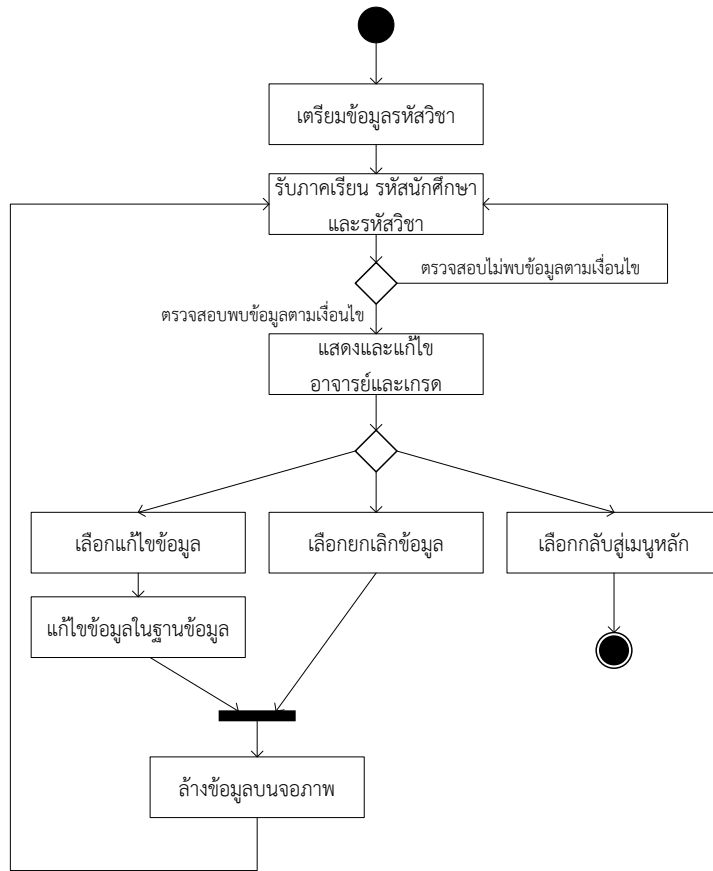 เตรียมข้อมูลรหัสวิชา
รับภาคเรียน รหัสนักศึกษา
และรหัสวิชา
ตรวจสอบไม่พบข้อมูลตามเงื่อนไข
ตรวจสอบพบข้อมูลตามเงื่อนไข
แสดงและแก้ไข
อาจารย์และเกรด
เลือกแก้ไขข้อมูล
เลือกยกเลิกข้อมูล
เลือกกลับสู่เมนูหลัก
แก้ไขข้อมูลในฐานข้อมูล
ล้างข้อมูลบนจอภาพ